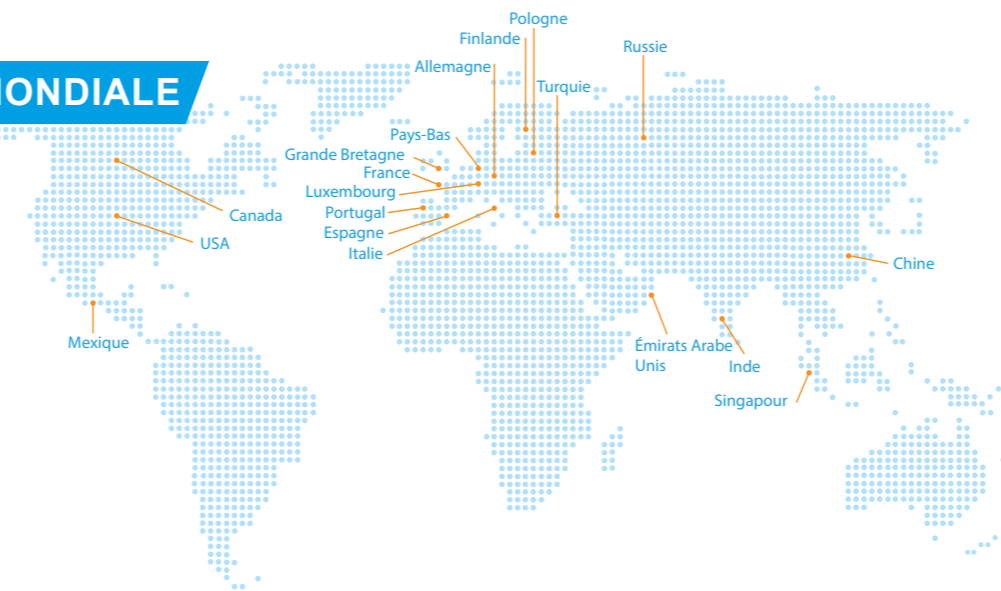 MONDIALE
Pologne
Finlande
Russie
Allemagne
Turquie
Pays-Bas
Grande Bretagne
France
Luxembourg
Portugal
Espagne
Italie
Canada
USA
Mexique
Chine
Émirats Arabe
Unis
Inde
Singapour